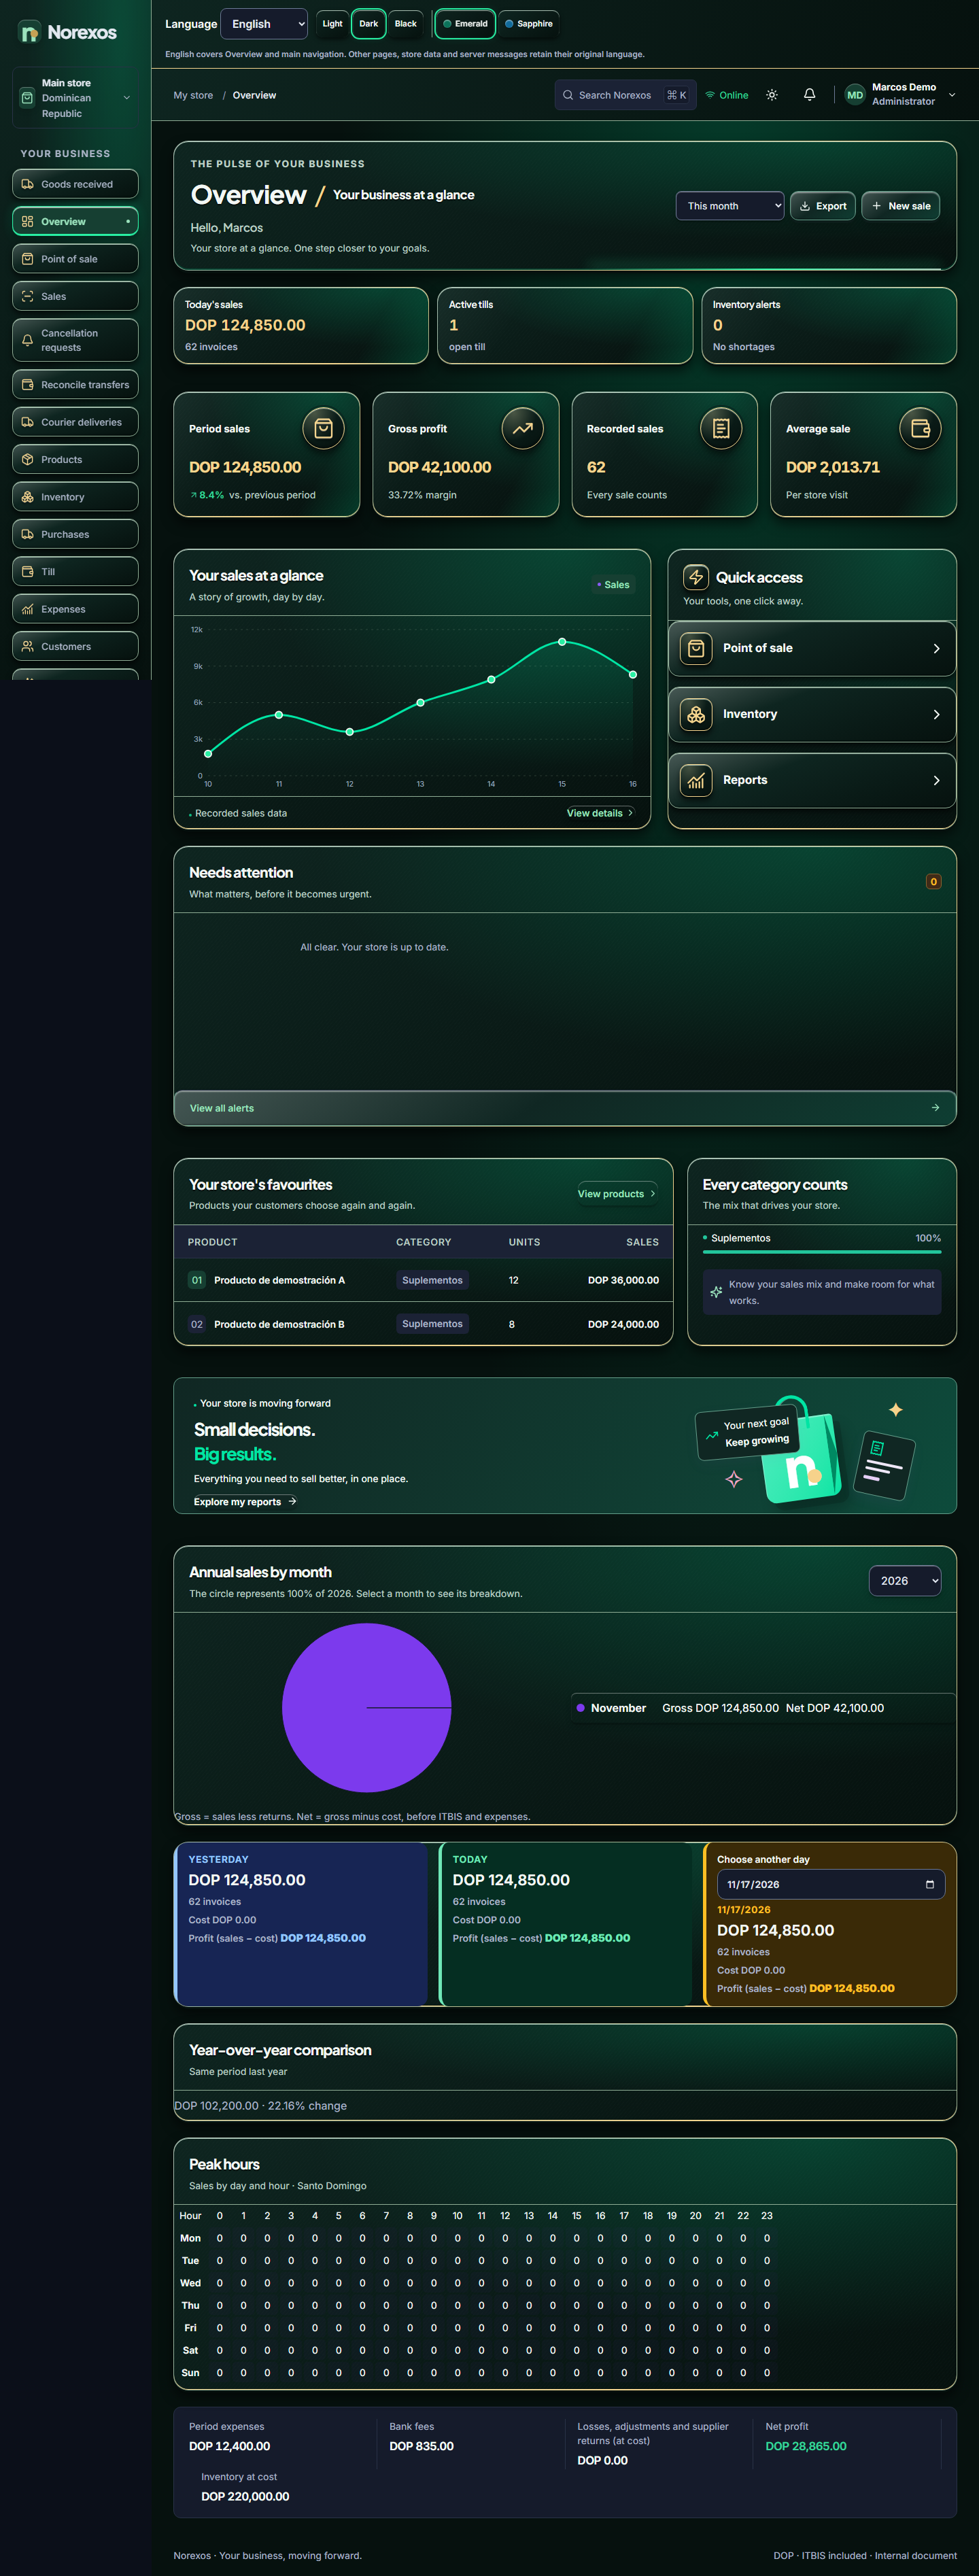 Norexos
Main store
Dominican
Republic
YOUR BUSINESS
Goods received
Overview
Point of sale
Sales
Cancellation
requests
Reconcile transfers
Courier deliveries
Products
Inventory
Purchases
Till
Expenses
Customers
Language English Light Dark Black Emerald Sapphire
English covers Overview and main navigation. Other pages, store data and server messages retain their original language.
My store / Overview
Search Norexos ⌘ K
Online
MD
Marcos Demo
Administrator
THE PULSE OF YOUR BUSINESS
Overview / Your business at a glance
Hello, Marcos
Your store at a glance. One step closer to your goals.
This month
Export
New sale
Today's sales
DOP 124,850.00
62 invoices
Active tills
1
open till
Inventory alerts
0
No shortages
Period sales
DOP 124,850.00
8.4% vs. previous period
Gross profit
DOP 42,100.00
33.72% margin
Recorded sales
62
Every sale counts
Average sale
DOP 2,013.71
Per store visit
Your sales at a glance
A story of growth, day by day.
Sales
12k
9k
6k
3k
0
10 11 12 13 14 15 16
Recorded sales data
View details
Quick access
Your tools, one click away.
Point of sale
Inventory
Reports
Needs attention
What matters, before it becomes urgent.
0
All clear. Your store is up to date.
View all alerts
Your store's favourites
Products your customers choose again and again.
View products
PRODUCT CATEGORY UNITS SALES
01 Producto de demostración A Suplementos 12 DOP 36,000.00
02 Producto de demostración B Suplementos 8 DOP 24,000.00
Every category counts
The mix that drives your store.
Suplementos 100%
Know your sales mix and make room for what
works.
Your store is moving forward
Small decisions.
Big results.
Everything you need to sell better, in one place.
Explore my reports
Your next goal
Keep growing
n
Annual sales by month
The circle represents 100% of 2026. Select a month to see its breakdown.
2026
November Gross DOP 124,850.00 Net DOP 42,100.00
Gross = sales less returns. Net = gross minus cost, before ITBIS and expenses.
YESTERDAY
DOP 124,850.00
62 invoices
Cost DOP 0.00
Profit (sales − cost) DOP 124,850.00
TODAY
DOP 124,850.00
62 invoices
Cost DOP 0.00
Profit (sales − cost) DOP 124,850.00
Choose another day
11/17/2026
11/17/2026
DOP 124,850.00
62 invoices
Cost DOP 0.00
Profit (sales − cost) DOP 124,850.00
Year-over-year comparison
Same period last year
DOP 102,200.00 · 22.16% change
Peak hours
Sales by day and hour · Santo Domingo
Hour 0 1 2 3 4 5 6 7 8 9 10 11 12 13 14 15 16 17 18 19 20 21 22 23
Mon 0 0 0 0 0 0 0 0 0 0 0 0 0 0 0 0 0 0 0 0 0 0 0 0
Tue 0 0 0 0 0 0 0 0 0 0 0 0 0 0 0 0 0 0 0 0 0 0 0 0
Wed 0 0 0 0 0 0 0 0 0 0 0 0 0 0 0 0 0 0 0 0 0 0 0 0
Thu 0 0 0 0 0 0 0 0 0 0 0 0 0 0 0 0 0 0 0 0 0 0 0 0
Fri 0 0 0 0 0 0 0 0 0 0 0 0 0 0 0 0 0 0 0 0 0 0 0 0
Sat 0 0 0 0 0 0 0 0 0 0 0 0 0 0 0 0 0 0 0 0 0 0 0 0
Sun 0 0 0 0 0 0 0 0 0 0 0 0 0 0 0 0 0 0 0 0 0 0 0 0
Period expenses
DOP 12,400.00
Bank fees
DOP 835.00
Losses, adjustments and supplier
returns (at cost)
DOP 0.00
Net profit
DOP 28,865.00
Inventory at cost
DOP 220,000.00
Norexos · Your business, moving forward.
DOP · ITBIS included · Internal document